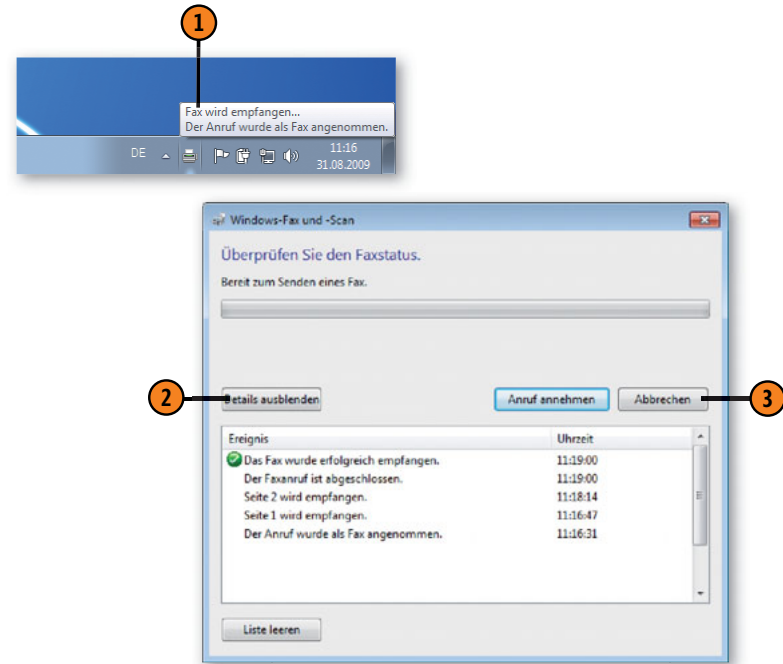 1
Fax wird empfangen...
Der Anruf wurde als Fax angenommen.
DE 11:16
31.08.2009
Windows-Fax und -Scan
Überprüfen Sie den Faxstatus.
Bereit zum Senden eines Fax.
2 Details ausblenden Anruf annehmen Abbrechen 3
Ereignis Uhrzeit
Das Fax wurde erfolgreich empfangen. 11:19:00
Der Faxanruf ist abgeschlossen. 11:19:00
Seite 2 wird empfangen. 11:18:14
Seite 1 wird empfangen. 11:16:47
Der Anruf wurde als Fax angenommen. 11:16:31
Liste leeren